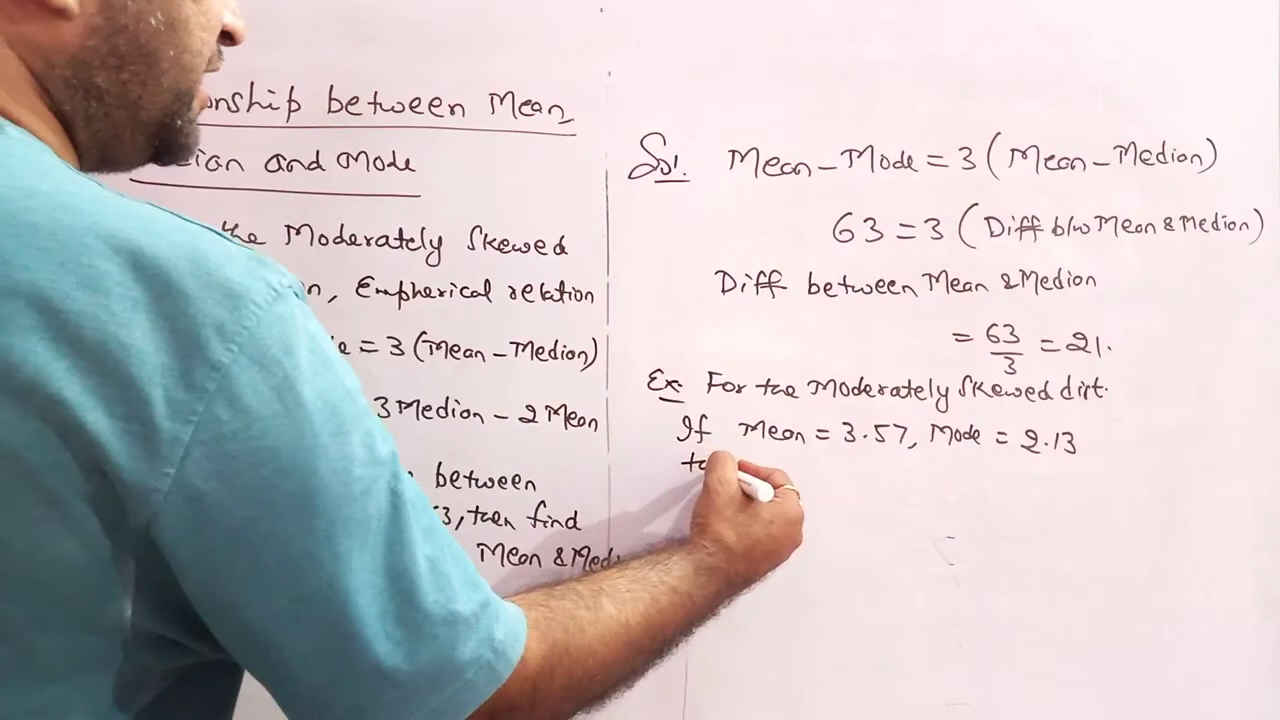 onship between Mean
ian and Mode
the Moderately Skewed
n, Empherical relation
e = 3 (Mean - Median)
3 Median - 2 Mean
between
3, then find
Mean & Med
Sol. Mean - Mode = 3 (Mean - Median)
63 = 3 (Diff b/w Mean & Median)
Diff between Mean & Median
= 63/3 = 21.
Ex. For the Moderately Skewed dist.
If Mean = 3.57, Mode = 2.13